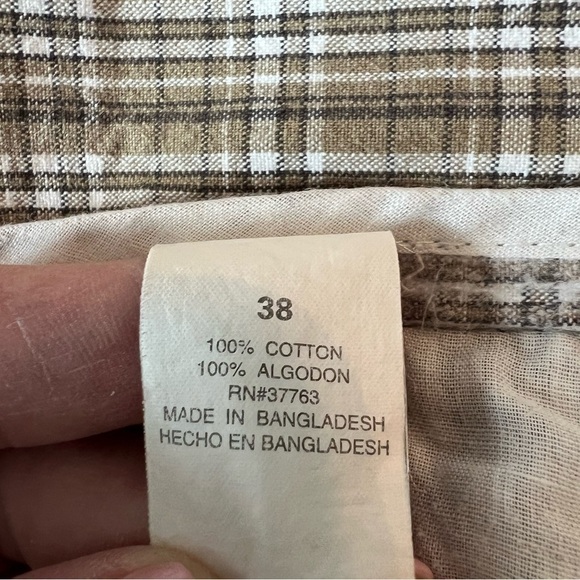 38
100% COTTON
100% ALGODON
RN#37763
MADE IN BANGLADESH
HECHO EN BANGLADESH